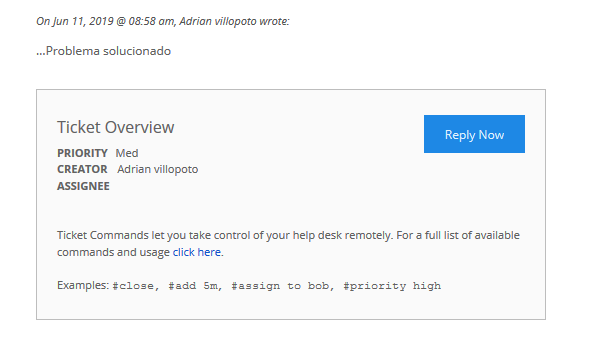 On Jun 11, 2019 @ 08:58 am, Adrian villopoto wrote:
...Problema solucionado
Ticket Overview
Reply Now
PRIORITY Med
CREATOR Adrian villopoto
ASSIGNEE
Ticket Commands let you take control of your help desk remotely. For a full list of available
commands and usage click here.
Examples: #close, #add 5m, #assign to bob, #priority high